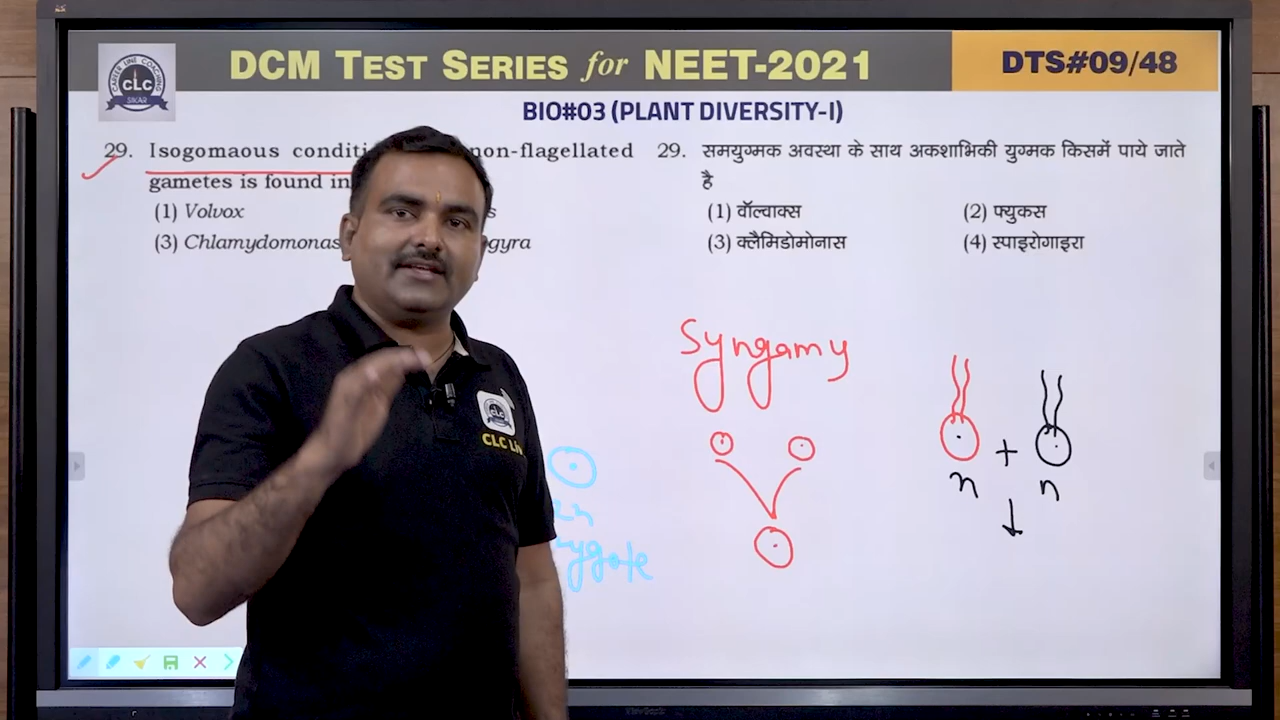 DCM TEST SERIES for NEET-2021
DTS#09/48
CAREER LINE COACHING
CLC
SIKAR
BIO#03 (PLANT DIVERSITY-I)
29. Isogomaous non-flagellated
gametes is found in
(1) Volvox
(3) Chlamydomonas
29. समयुग्मक अवस्था के साथ अकशाभिकी युग्मक किसमें पाये जाते
है
(1) वॉल्वाक्स (2) फ्युकस
(3) क्लैमिडोमोनास (4) स्पाइरोगाइरा
Syngamy
+
n n
CLC
ViewSonic